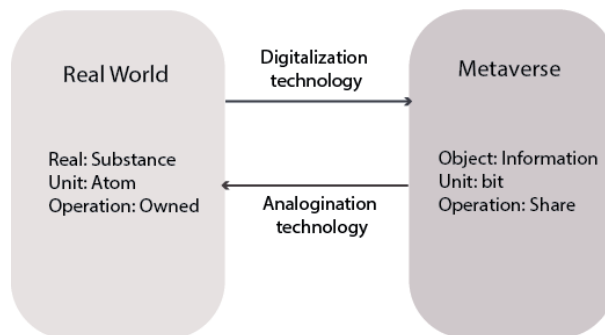 Real World
Real: Substance
Unit: Atom
Operation: Owned
Digitalization
technology
Analogination
technology
Metaverse
Object: Information
Unit: bit
Operation: Share